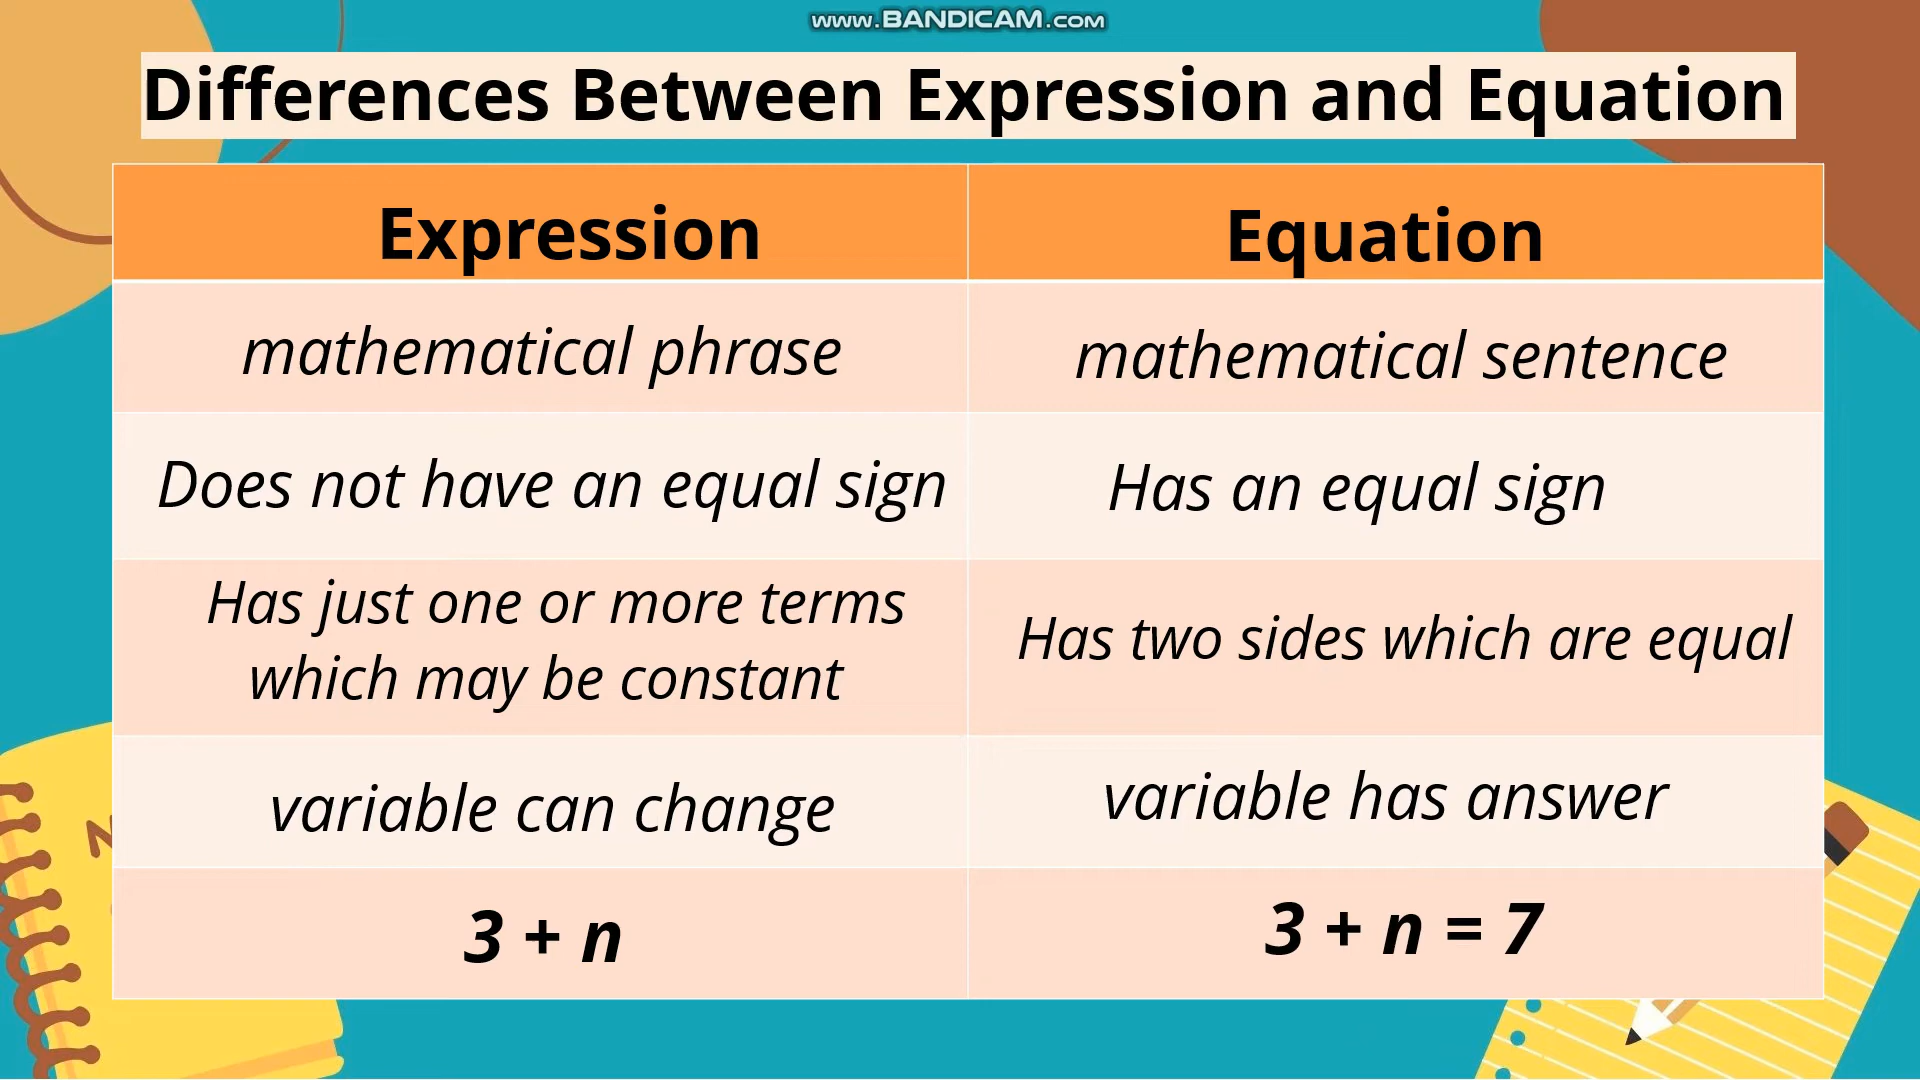 www.BANDICAM.com
Differences Between Expression and Equation
Expression
Equation
mathematical phrase
mathematical sentence
Does not have an equal sign
Has an equal sign
Has just one or more terms
which may be constant
Has two sides which are equal
variable can change
variable has answer
3 + n
3 + n = 7